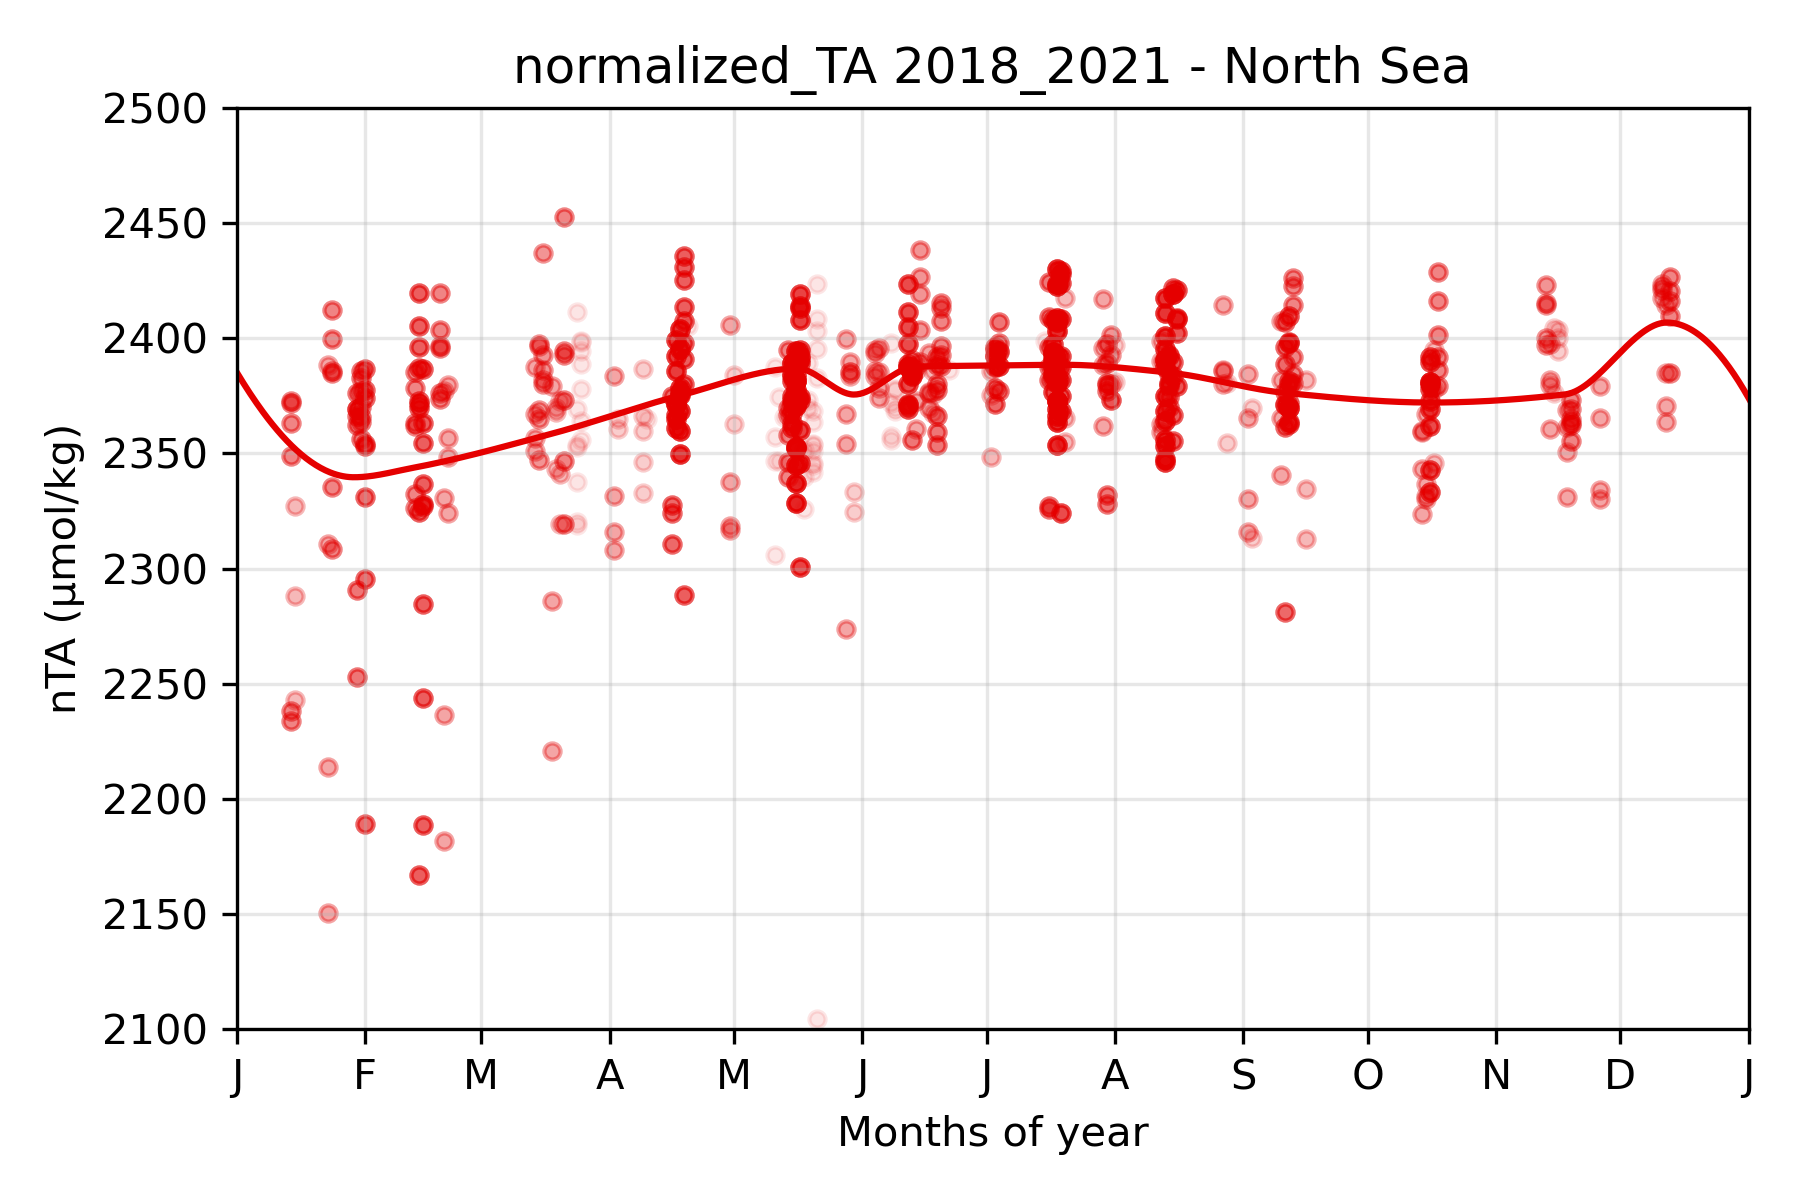 normalized_TA 2018_2021 - North Sea
2500
2450
2400
2350
2300
2250
2200
2150
2100
nTA (μmol/kg)
J F M A M J J A S O N D J
Months of year